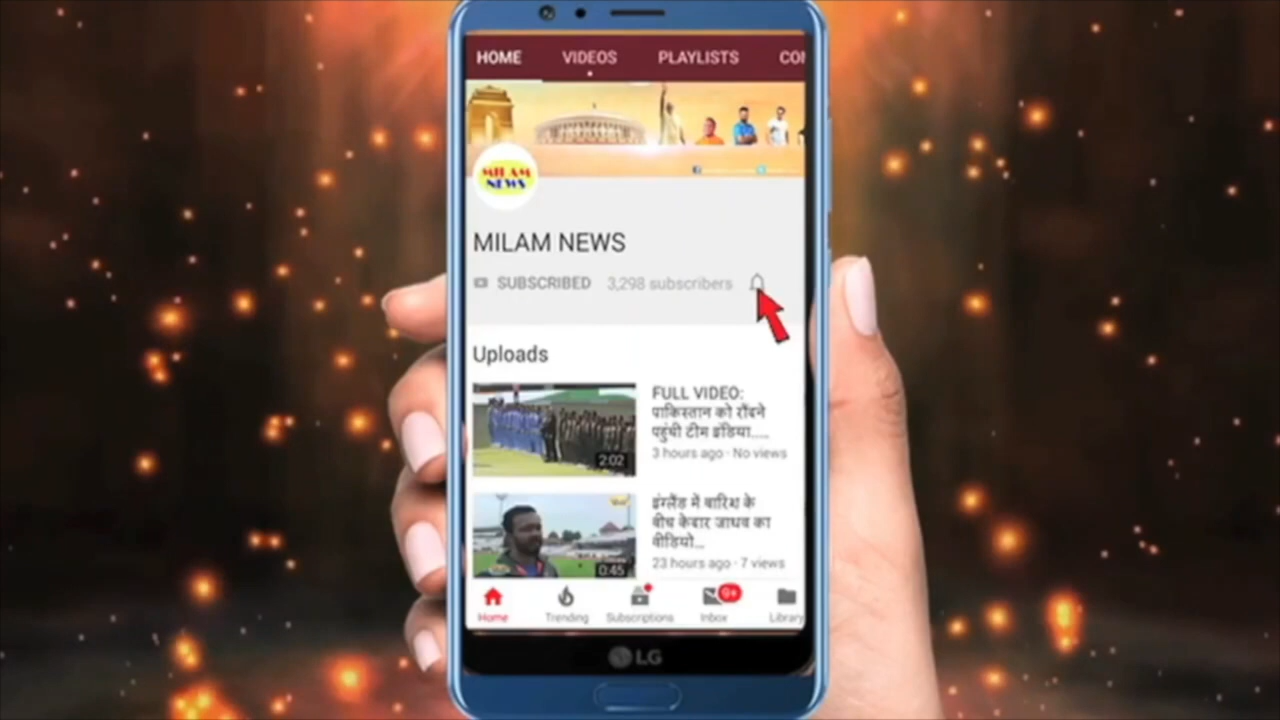 HOME VIDEOS PLAYLISTS CON
MILAM
NEWS
MILAM NEWS
SUBSCRIBED 3,298 subscribers
Uploads
2:02
FULL VIDEO:
पाकिस्तान को रौंदने
पहुंची टीम इंडिया.....
3 hours ago · No views
0:45
इंग्लैंड में बारिश के
बीच केदार जाधव का
वीडियो...
23 hours ago · 7 views
9+
Home Trending Subscriptions Inbox Library
LG